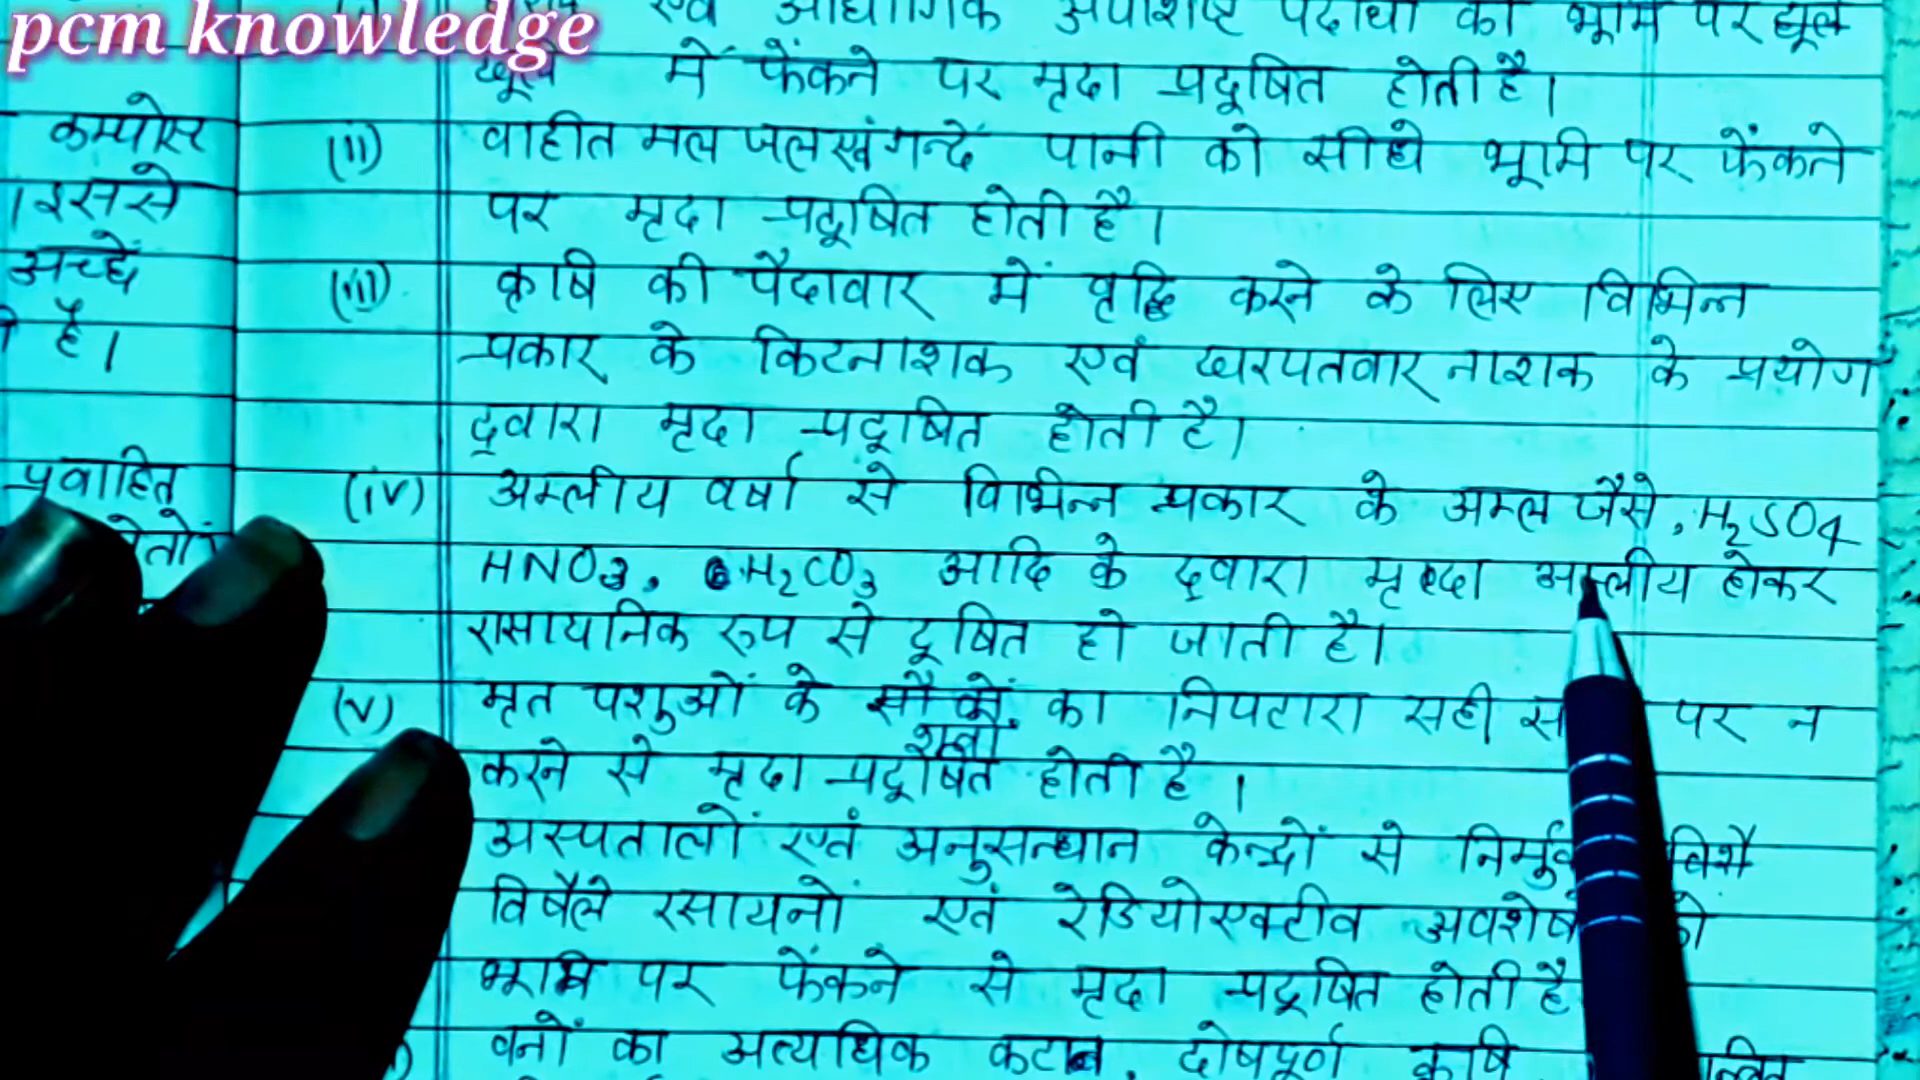 pcm knowledge
एवं औद्योगिक अपशिष्ट पदार्थों को भूमि पर
में फेंकने पर मृदा प्रदूषित होती है।
कम्पोस्ट
(ii) वाहीत मल जल एवं गन्दे पानी को सीधे भूमि पर फेंकने
। इससे
पर मृदा प्रदूषित होती है।
अच्छे
(iii) कृषि की पैदावार में वृद्धि करने के लिए विभिन्न
है।
प्रकार के किटनाशक एवं खरपतवार नाशक के प्रयोग
द्वारा मृदा प्रदूषित होती है।
प्रवाहित
(iv) अम्लीय वर्षा से विभिन्न प्रकार के अम्ल जैसे, H₂SO4
HNO3, H₂CO3 आदि के द्वारा मृदा अम्लीय होकर
रासायनिक रूप से दूषित हो जाती है।
(v) मृत पशुओं के का निपटारा सही पर न
करने से मृदा प्रदूषित होती है।
अस्पतालों एवं अनुसन्धान केन्द्रों से
विषैले रसायनों एवं रेडियोएक्टीव
भूमि पर फेंकने से मृदा प्रदूषित होती है
वनों का अत्यधिक कटाव, दोषपूर्ण कृषि